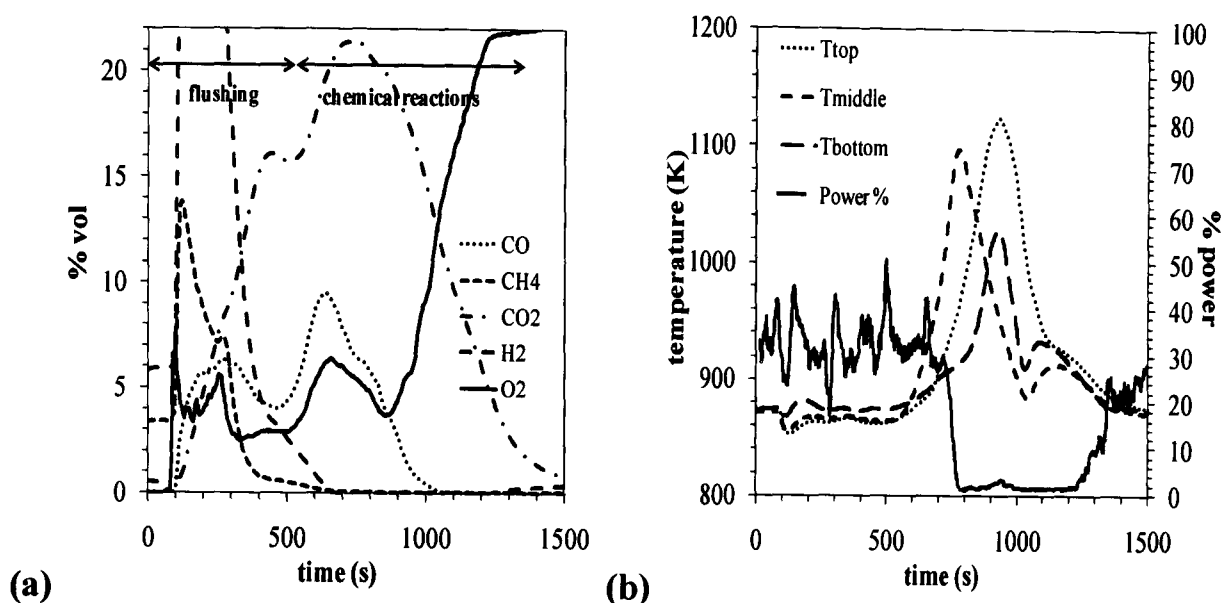 20
15
10
5
0
% vol
flushing
chemical reactions
CO
CH4
CO2
H2
O2
0
500
1000
1500
time (s)
(a)
1200
1100
1000
900
800
temperature (K)
Ttop
Tmiddle
Tbottom
Power%
100
90
80
70
60
50
40
30
20
10
0
% power
0
500
1000
1500
time (s)
(b)